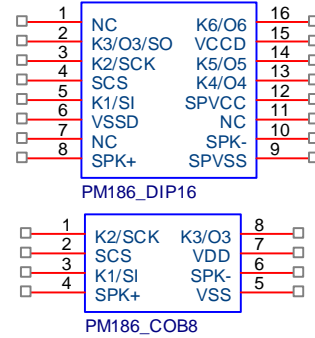 1 NC K6/O6 16
2 K3/O3/SO VCCD 15
3 K2/SCK K5/O5 14
4 SCS K4/O4 13
5 K1/SI SPVCC 12
6 VSSD NC 11
7 NC SPK- 10
8 SPK+ SPVSS 9
PM186_DIP16
1 K2/SCK K3/O3 8
2 SCS VDD 7
3 K1/SI SPK- 6
4 SPK+ VSS 5
PM186_COB8